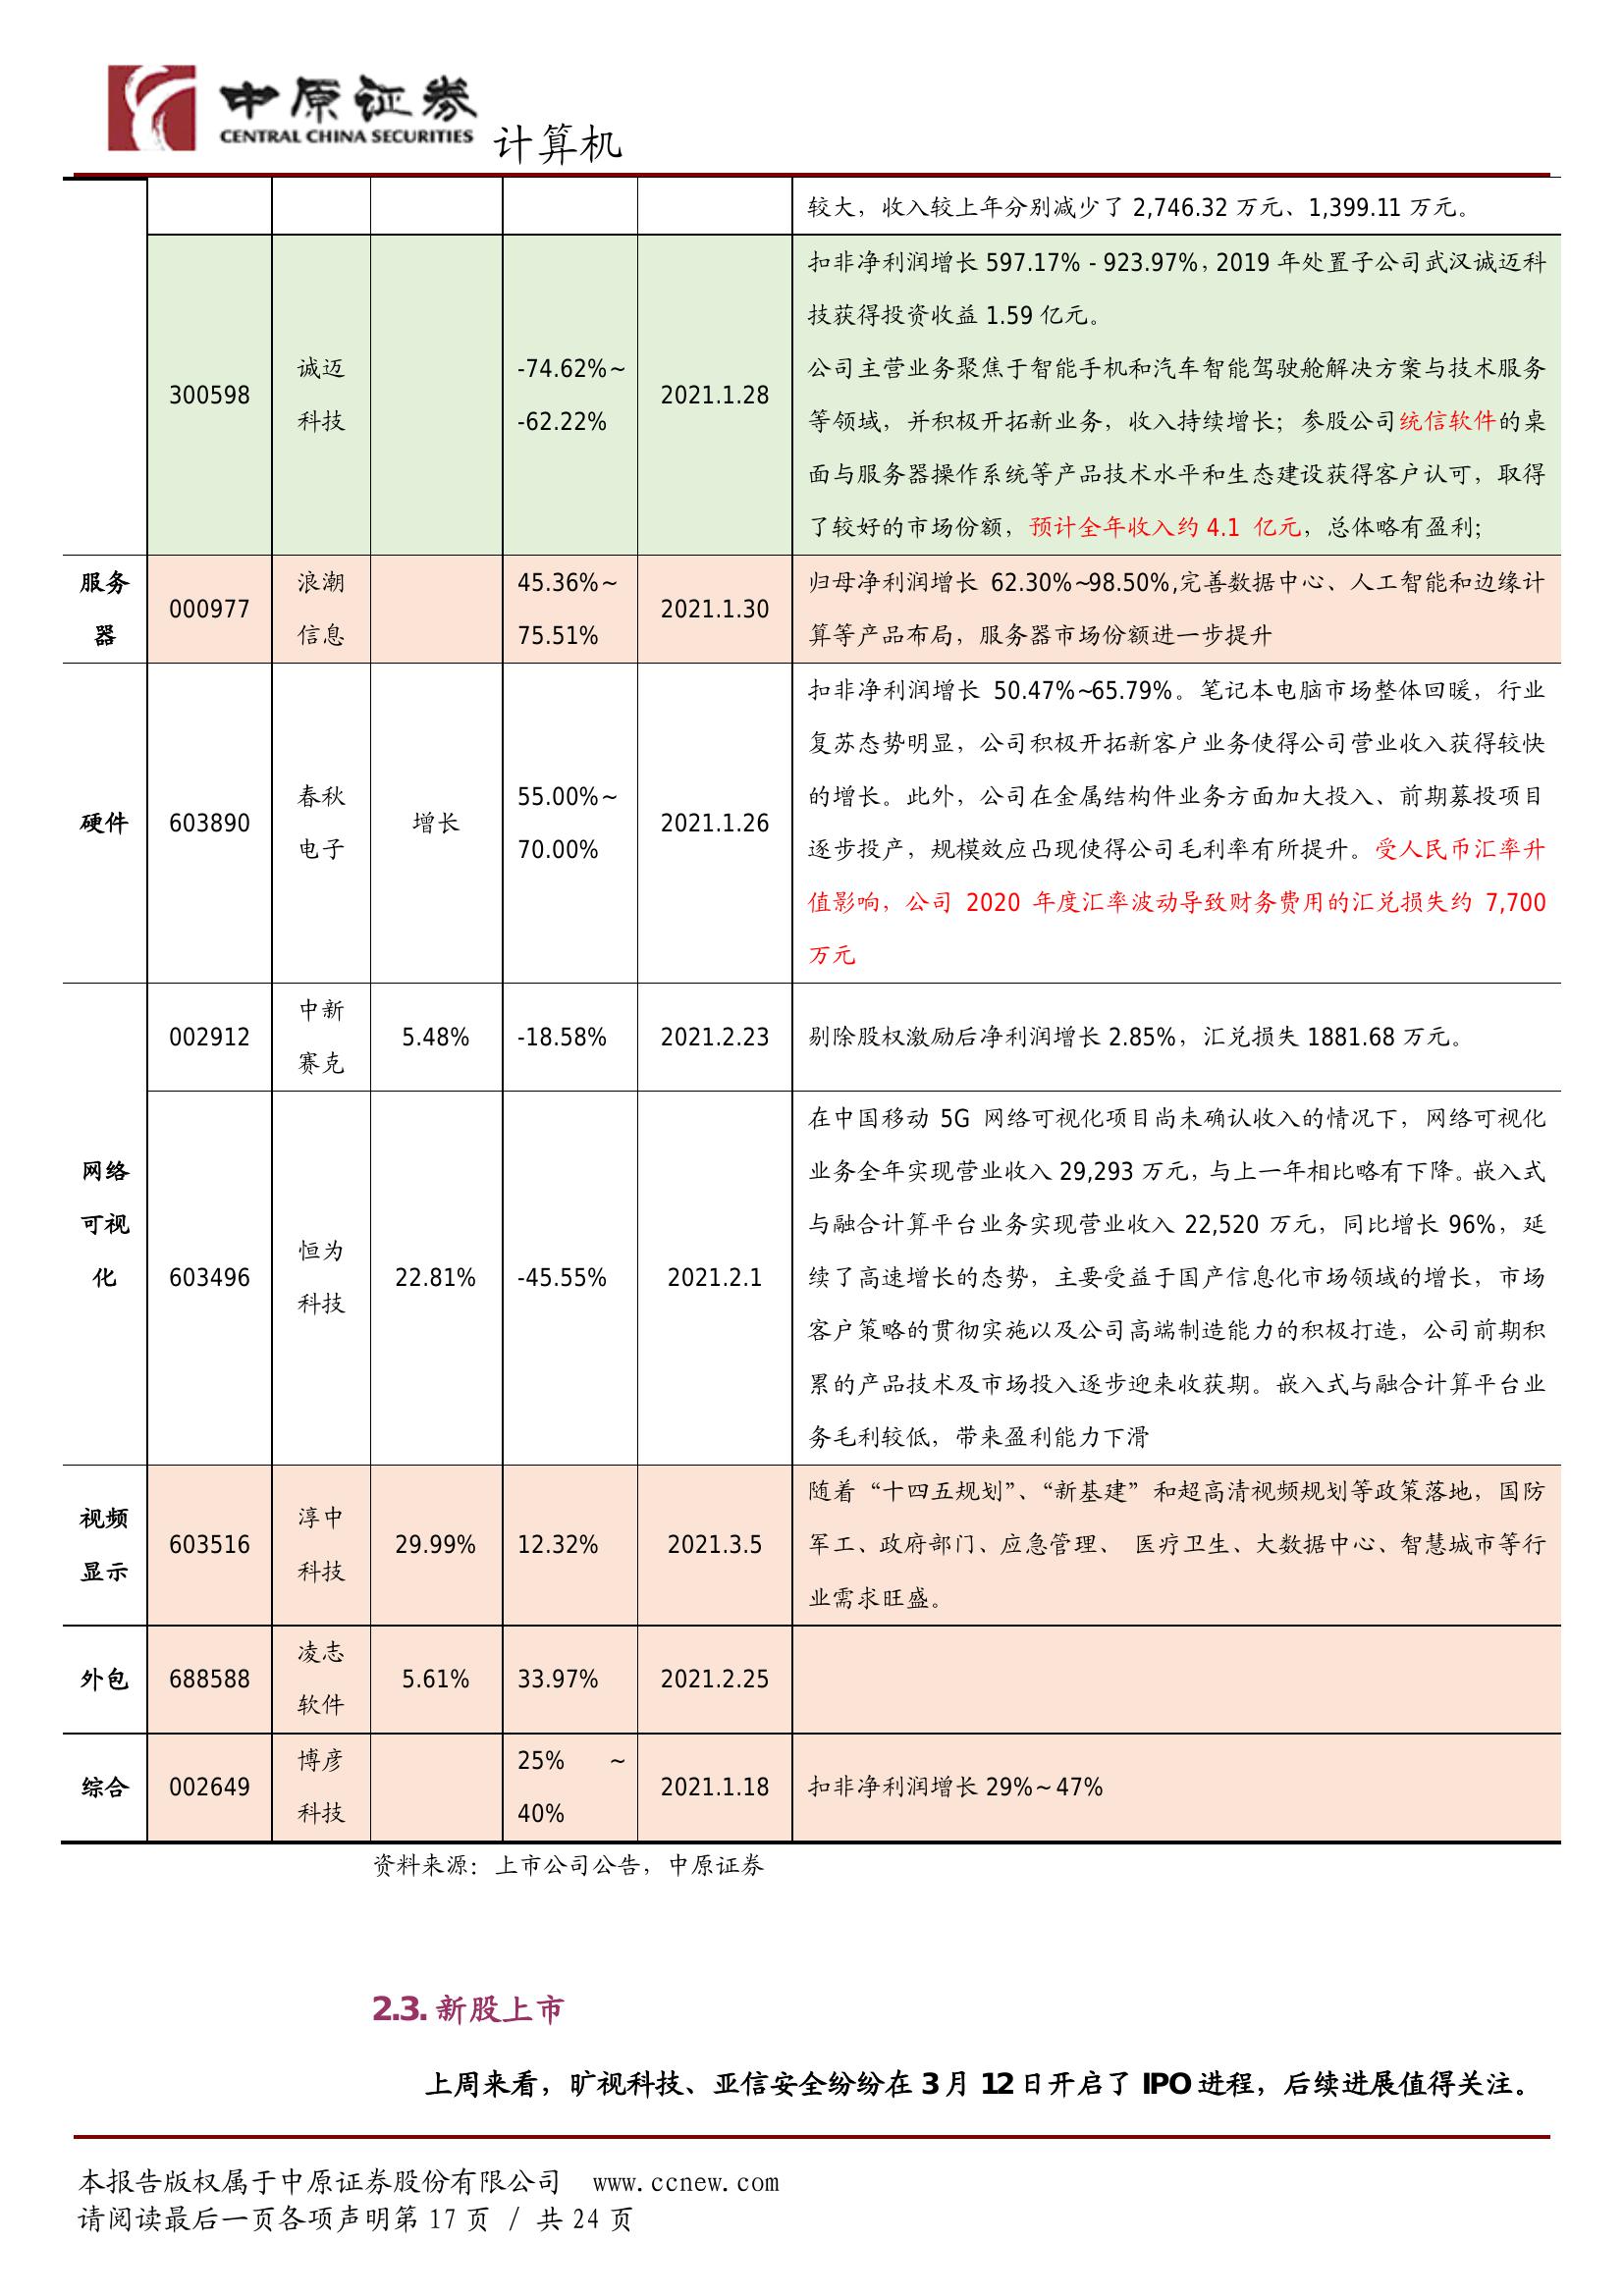 中原证券
CENTRAL CHINA SECURITIES
计算机
较大，收入较上年分别减少了 2,746.32 万元、1,399.11 万元。
300598
诚迈
科技
-74.62%~
-62.22%
2021.1.28
扣非净利润增长 597.17% - 923.97%，2019 年处置子公司武汉诚迈科
技获得投资收益 1.59 亿元。
公司主营业务聚焦于智能手机和汽车智能驾驶舱解决方案与技术服务
等领域，并积极开拓新业务，收入持续增长；参股公司统信软件的桌
面与服务器操作系统等产品技术水平和生态建设获得客户认可，取得
了较好的市场份额，预计全年收入约 4.1 亿元，总体略有盈利；
服务
器
000977
浪潮
信息
45.36%~
75.51%
2021.1.30
归母净利润增长 62.30%~98.50%,完善数据中心、人工智能和边缘计
算等产品布局，服务器市场份额进一步提升
硬件
603890
春秋
电子
增长
55.00%~
70.00%
2021.1.26
扣非净利润增长 50.47%~65.79%。笔记本电脑市场整体回暖，行业
复苏态势明显，公司积极开拓新客户业务使得公司营业收入获得较快
的增长。此外，公司在金属结构件业务方面加大投入、前期募投项目
逐步投产，规模效应凸现使得公司毛利率有所提升。受人民币汇率升
值影响，公司 2020 年度汇率波动导致财务费用的汇兑损失约 7,700
万元
网络
可视
化
002912
中新
赛克
5.48%
-18.58%
2021.2.23
剔除股权激励后净利润增长 2.85%，汇兑损失 1881.68 万元。
603496
恒为
科技
22.81%
-45.55%
2021.2.1
在中国移动 5G 网络可视化项目尚未确认收入的情况下，网络可视化
业务全年实现营业收入 29,293 万元，与上一年相比略有下降。嵌入式
与融合计算平台业务实现营业收入 22,520 万元，同比增长 96%，延
续了高速增长的态势，主要受益于国产信息化市场领域的增长，市场
客户策略的贯彻实施以及公司高端制造能力的积极打造，公司前期积
累的产品技术及市场投入逐步迎来收获期。嵌入式与融合计算平台业
务毛利较低，带来盈利能力下滑
视频
显示
603516
淳中
科技
29.99%
12.32%
2021.3.5
随着“十四五规划”、“新基建”和超高清视频规划等政策落地，国防
军工、政府部门、应急管理、 医疗卫生、大数据中心、智慧城市等行
业需求旺盛。
外包
688588
凌志
软件
5.61%
33.97%
2021.2.25
综合
002649
博彦
科技
25% ~
40%
2021.1.18
扣非净利润增长 29%~ 47%
资料来源：上市公司公告，中原证券
2.3. 新股上市
上周来看，旷视科技、亚信安全纷纷在 3 月 12 日开启了 IPO 进程，后续进展值得关注。
本报告版权属于中原证券股份有限公司 www.ccnew.com
请阅读最后一页各项声明第 17 页 / 共 24 页